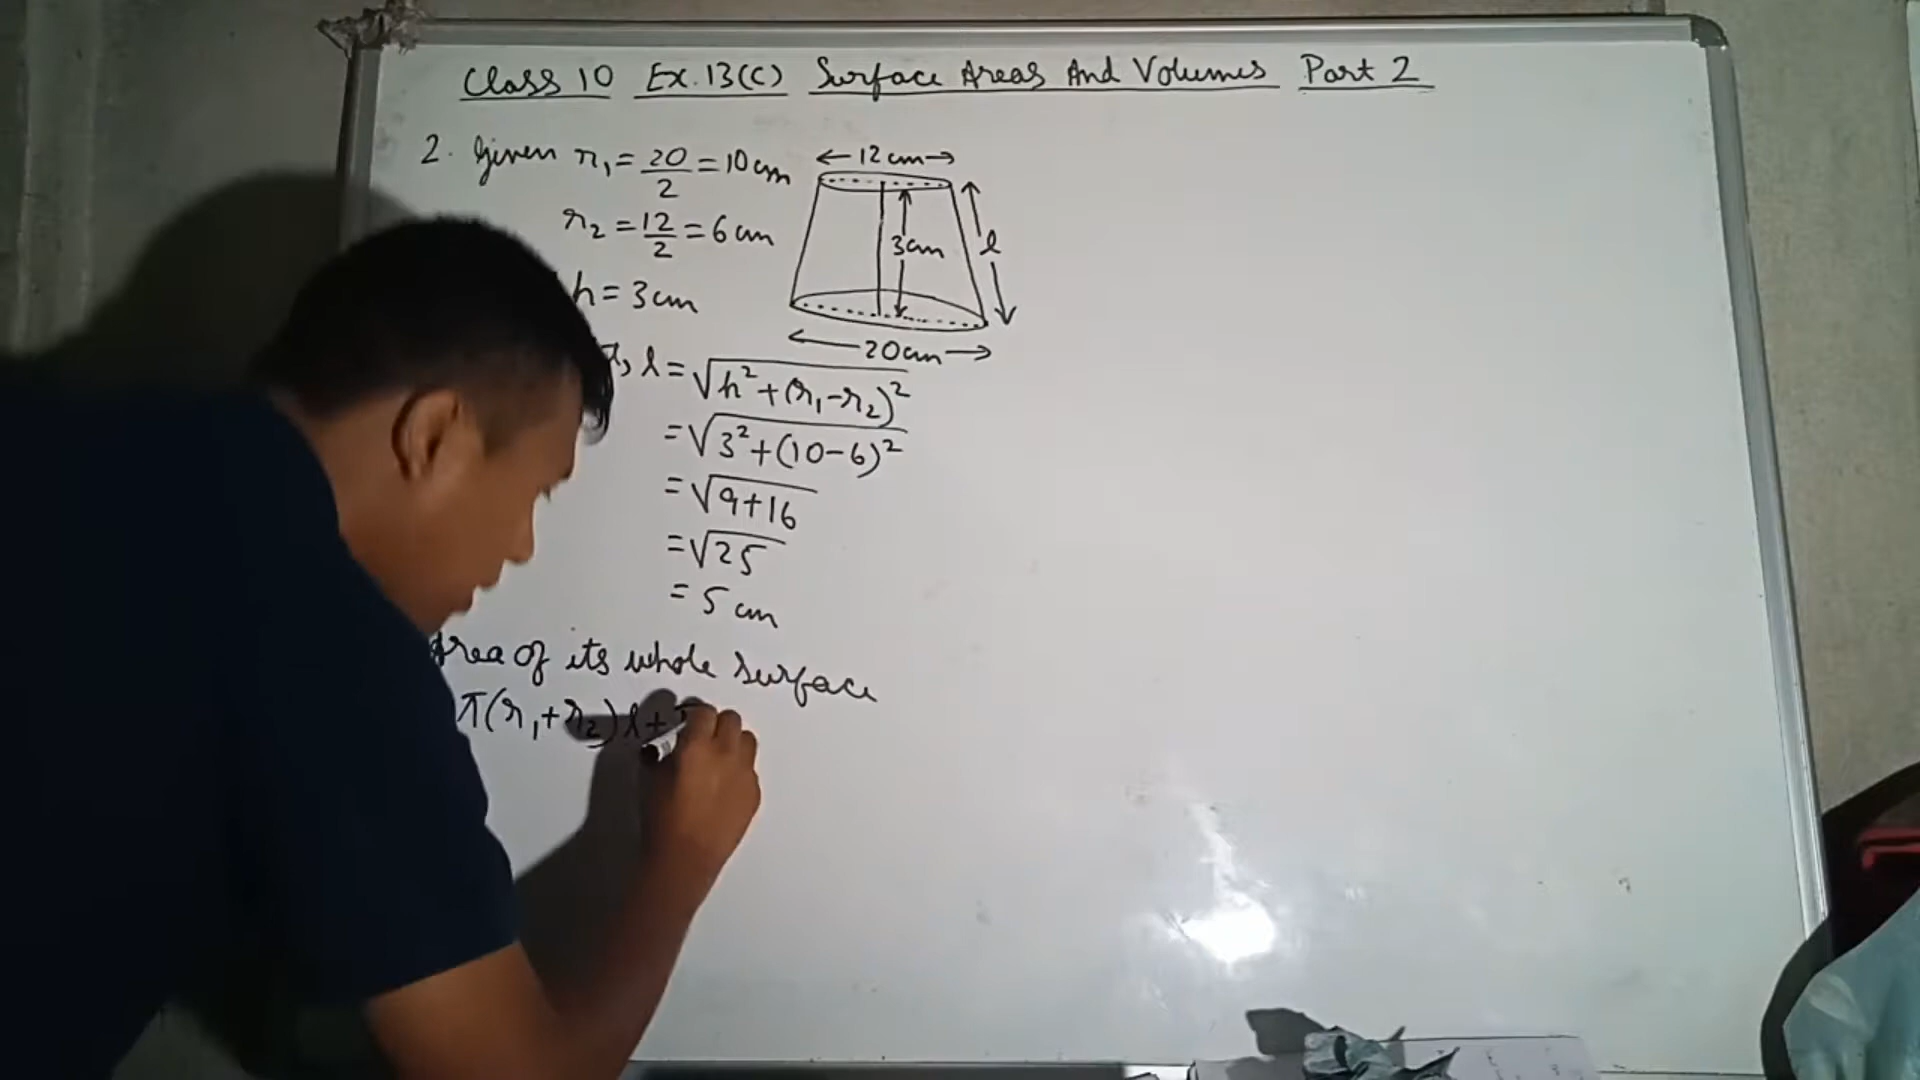 Class 10 Ex.13(C) Surface Areas And Volumes Part 2
2. Given r₁ = 20/2 = 10 cm
r₂ = 12/2 = 6 cm
h = 3 cm
12 cm
3 cm
l
20 cm
l = √(h² + (r₁ - r₂)²)
= √(3² + (10 - 6)²)
= √(9 + 16)
= √25
= 5 cm
Area of its whole surface
π(r₁ + r₂)l +